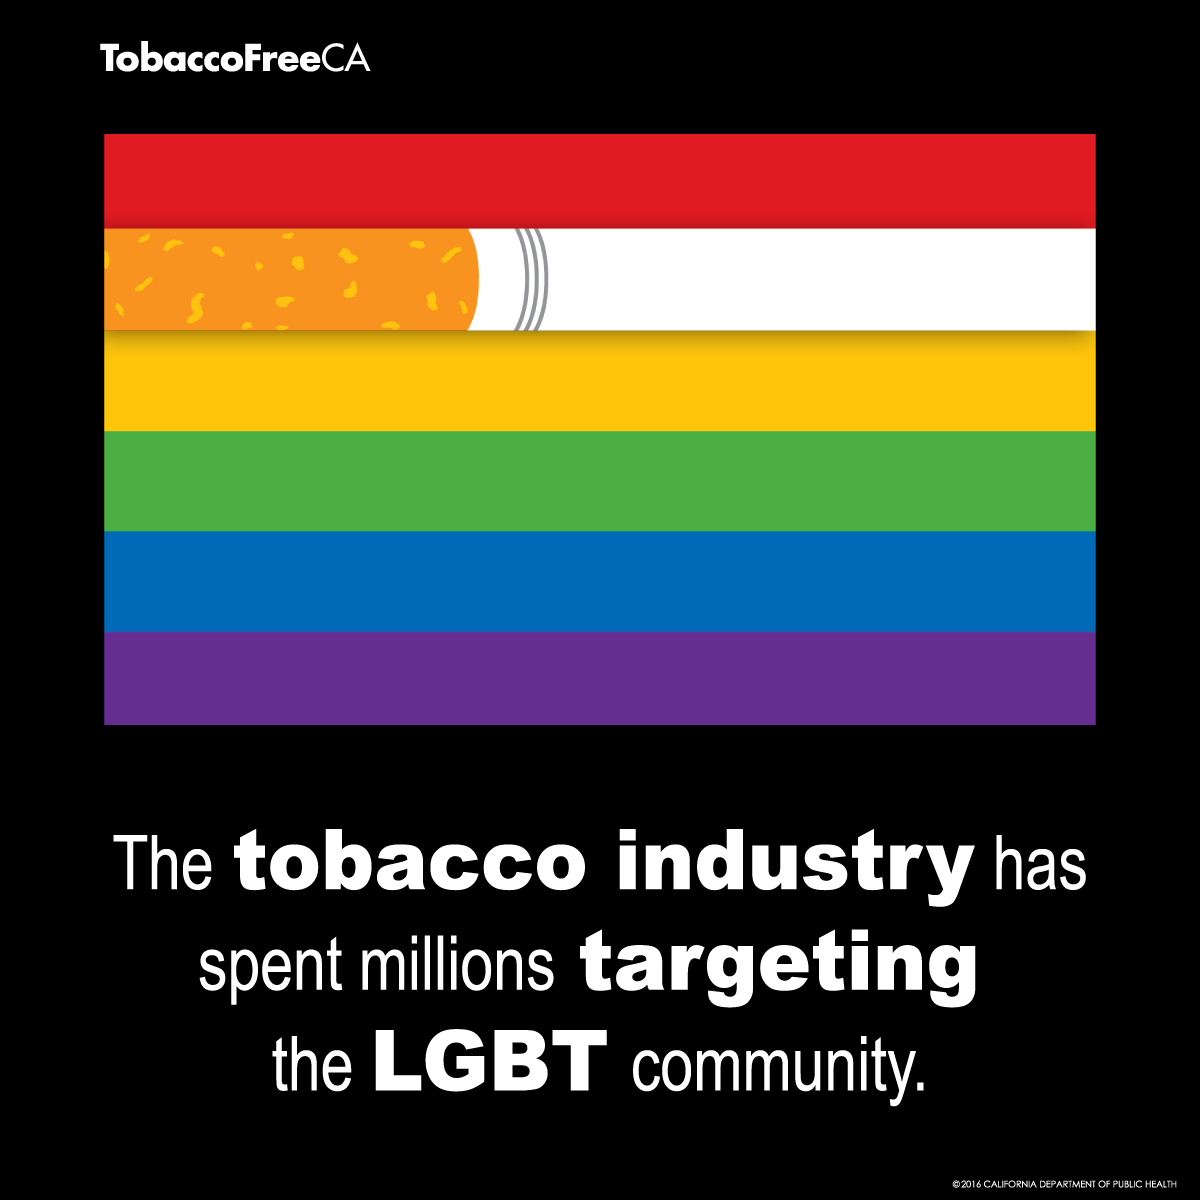 TobaccoFreeCA
The tobacco industry has
spent millions targeting
the LGBT community.
©2016 CALIFORNIA DEPARTMENT OF PUBLIC HEALTH